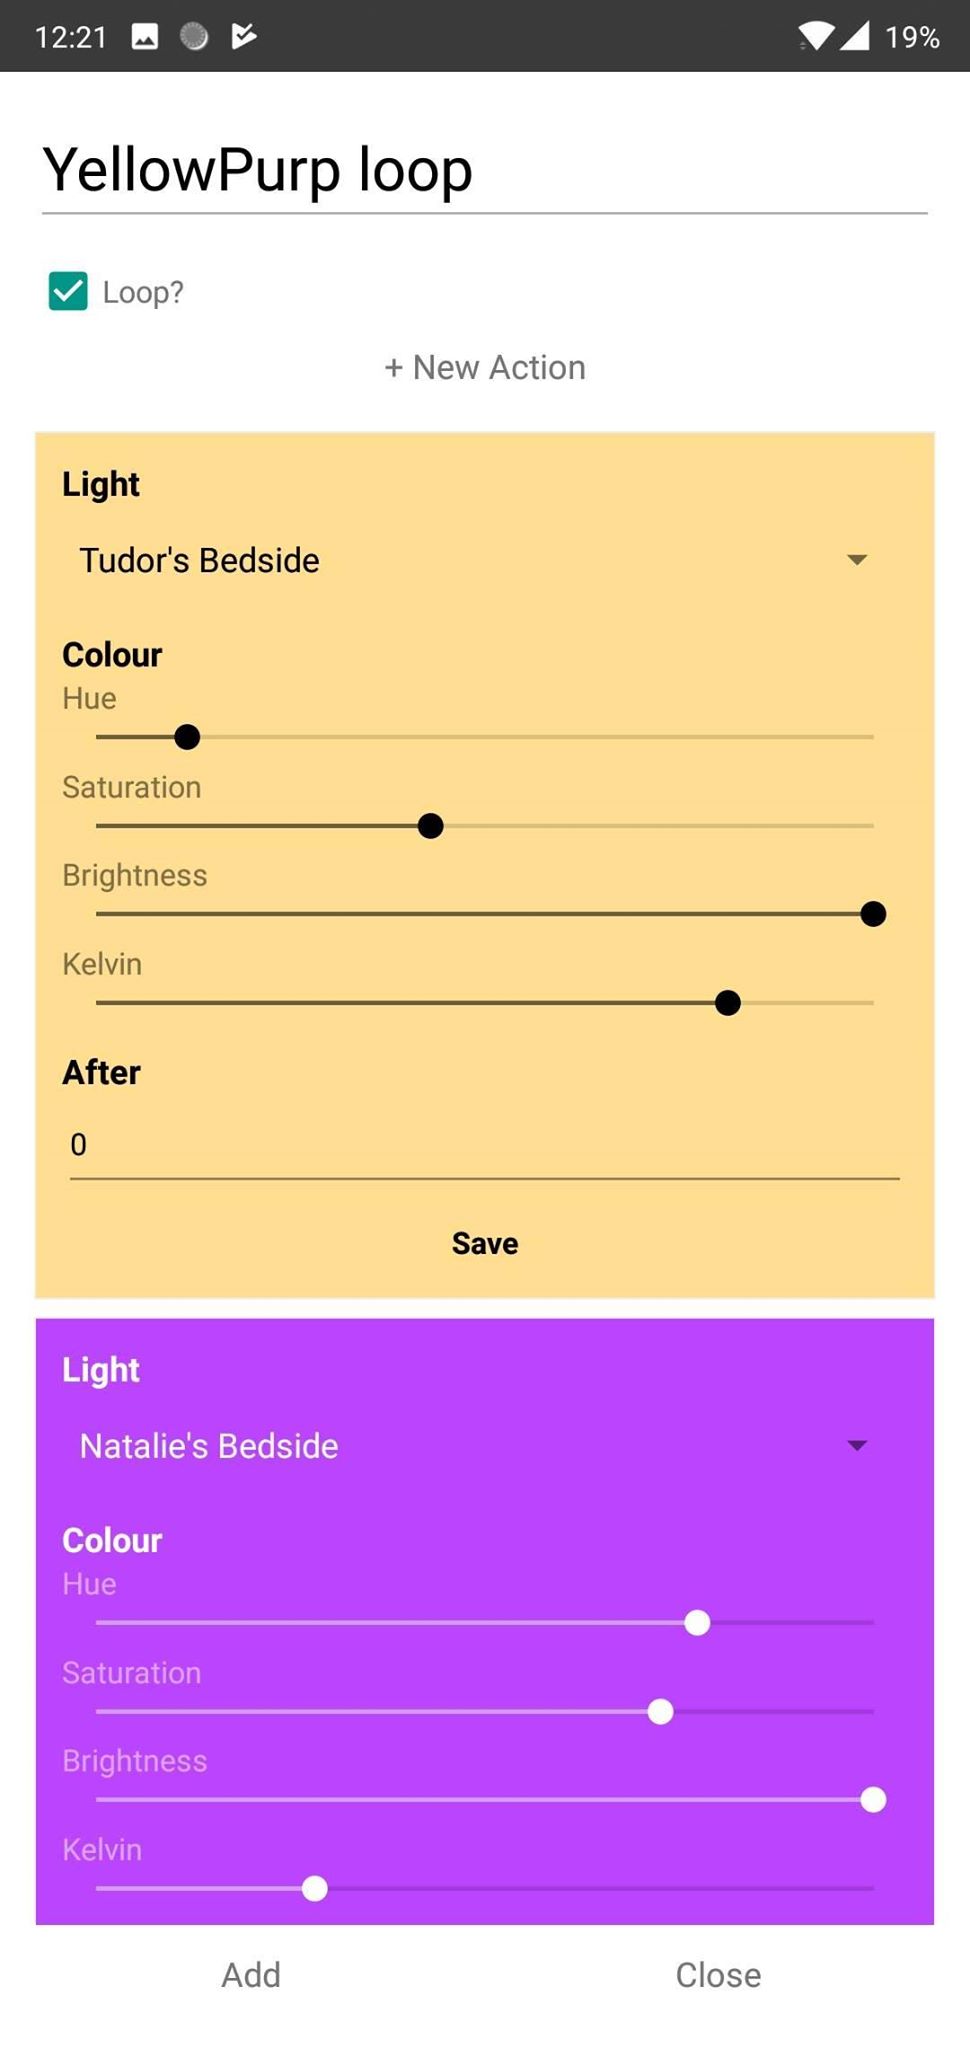 12:21 19%
YellowPurp loop
Loop?
+ New Action
Light
Tudor's Bedside
Colour
Hue
Saturation
Brightness
Kelvin
After
0
Save
Light
Natalie's Bedside
Colour
Hue
Saturation
Brightness
Kelvin
Add Close